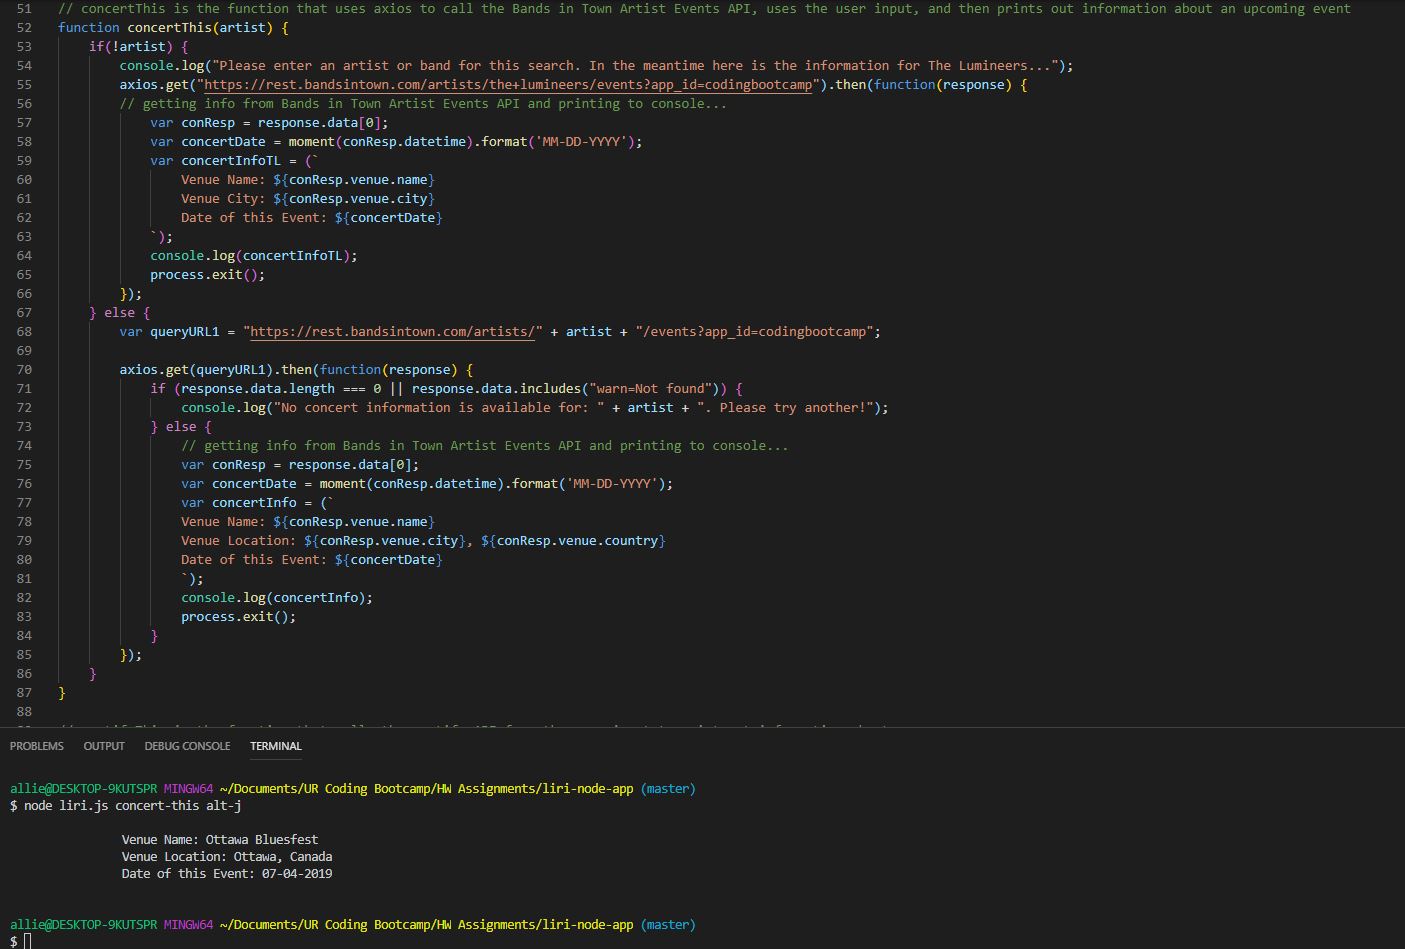 51 // concertThis is the function that uses axios to call the Bands in Town Artist Events API, uses the user input, and then prints out information about an upcoming event
52 function concertThis(artist) {
53 if(!artist) {
54 console.log("Please enter an artist or band for this search. In the meantime here is the information for The Lumineers...");
55 axios.get("https://rest.bandsintown.com/artists/the+lumineers/events?app_id=codingbootcamp").then(function(response) {
56 // getting info from Bands in Town Artist Events API and printing to console...
57 var conResp = response.data[0];
58 var concertDate = moment(conResp.datetime).format('MM-DD-YYYY');
59 var concertInfoTL = (`
60 Venue Name: ${conResp.venue.name}
61 Venue City: ${conResp.venue.city}
62 Date of this Event: ${concertDate}
63 `);
64 console.log(concertInfoTL);
65 process.exit();
66 });
67 } else {
68 var queryURL1 = "https://rest.bandsintown.com/artists/" + artist + "/events?app_id=codingbootcamp";
69
70 axios.get(queryURL1).then(function(response) {
71 if (response.data.length === 0 || response.data.includes("warn=Not found")) {
72 console.log("No concert information is available for: " + artist + ". Please try another!");
73 } else {
74 // getting info from Bands in Town Artist Events API and printing to console...
75 var conResp = response.data[0];
76 var concertDate = moment(conResp.datetime).format('MM-DD-YYYY');
77 var concertInfo = (`
78 Venue Name: ${conResp.venue.name}
79 Venue Location: ${conResp.venue.city}, ${conResp.venue.country}
80 Date of this Event: ${concertDate}
81 `);
82 console.log(concertInfo);
83 process.exit();
84 }
85 });
86 }
87 }
88
PROBLEMS OUTPUT DEBUG CONSOLE TERMINAL
allie@DESKTOP-9KUTSPR MINGW64 ~/Documents/UR Coding Bootcamp/HW Assignments/liri-node-app (master)
$ node liri.js concert-this alt-j
Venue Name: Ottawa Bluesfest
Venue Location: Ottawa, Canada
Date of this Event: 07-04-2019
allie@DESKTOP-9KUTSPR MINGW64 ~/Documents/UR Coding Bootcamp/HW Assignments/liri-node-app (master)
$